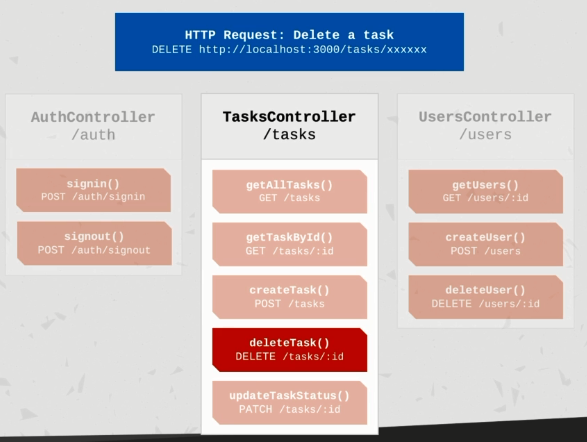 HTTP Request: Delete a task
DELETE http://localhost:3000/tasks/xxxxxx
AuthController
/auth
signin()
POST /auth/signin
signout()
POST /auth/signout
TasksController
/tasks
getAllTasks()
GET /tasks
getTaskById()
GET /tasks/:id
createTask()
POST /tasks
deleteTask()
DELETE /tasks/:id
updateTaskStatus()
PATCH /tasks/:id
UsersController
/users
getUsers()
GET /users/:id
createUser()
POST /users
deleteUser()
DELETE /users/:id